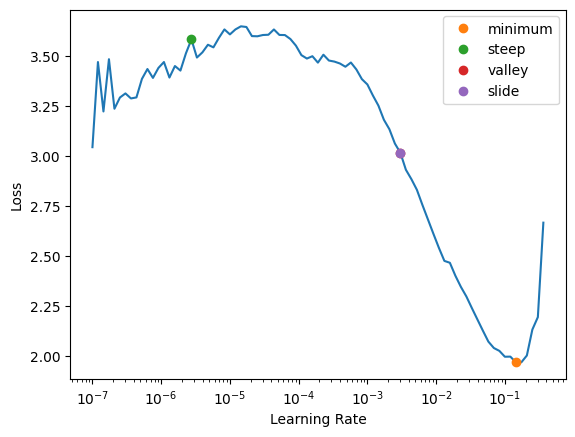 minimum
steep
valley
slide
3.50
3.25
3.00
2.75
2.50
2.25
2.00
Loss
10⁻⁷
10⁻⁶
10⁻⁵
10⁻⁴
10⁻³
10⁻²
10⁻¹
Learning Rate